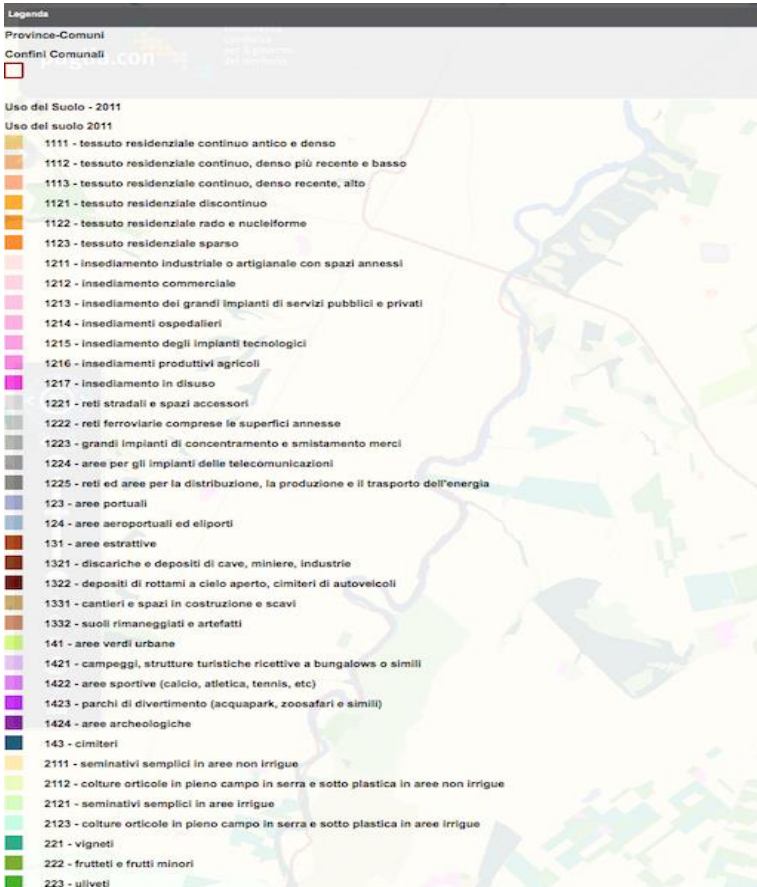 Legenda
Province-Comuni
Confini Comunali
puglia.con
Uso del Suolo - 2011
Uso del suolo 2011
1111 - tessuto residenziale continuo antico e denso
1112 - tessuto residenziale continuo, denso più recente e basso
1113 - tessuto residenziale continuo, denso recente, alto
1121 - tessuto residenziale discontinuo
1122 - tessuto residenziale rado e nucleiforme
1123 - tessuto residenziale sparso
1211 - insediamento industriale o artigianale con spazi annessi
1212 - insediamento commerciale
1213 - insediamento dei grandi impianti di servizi pubblici e privati
1214 - insediamenti ospedalieri
1215 - insediamento degli impianti tecnologici
1216 - insediamenti produttivi agricoli
1217 - insediamento in disuso
1221 - reti stradali e spazi accessori
1222 - reti ferroviarie comprese le superfici annesse
1223 - grandi impianti di concentramento e smistamento merci
1224 - aree per gli impianti delle telecomunicazioni
1225 - reti ed aree per la distribuzione, la produzione e il trasporto dell'energia
123 - aree portuali
124 - aree aeroportuali ed eliporti
131 - aree estrattive
1321 - discariche e depositi di cave, miniere, industrie
1322 - depositi di rottami a cielo aperto, cimiteri di autoveicoli
1331 - cantieri e spazi in costruzione e scavi
1332 - suoli rimaneggiati e artefatti
141 - aree verdi urbane
1421 - campeggi, strutture turistiche ricettive a bungalows o simili
1422 - aree sportive (calcio, atletica, tennis, etc)
1423 - parchi di divertimento (acquapark, zoosafari e simili)
1424 - aree archeologiche
143 - cimiteri
2111 - seminativi semplici in aree non irrigue
2112 - colture orticole in pieno campo in serra e sotto plastica in aree non irrigue
2121 - seminativi semplici in aree irrigue
2123 - colture orticole in pieno campo in serra e sotto plastica in aree irrigue
221 - vigneti
222 - frutteti e frutti minori
223 - uliveti